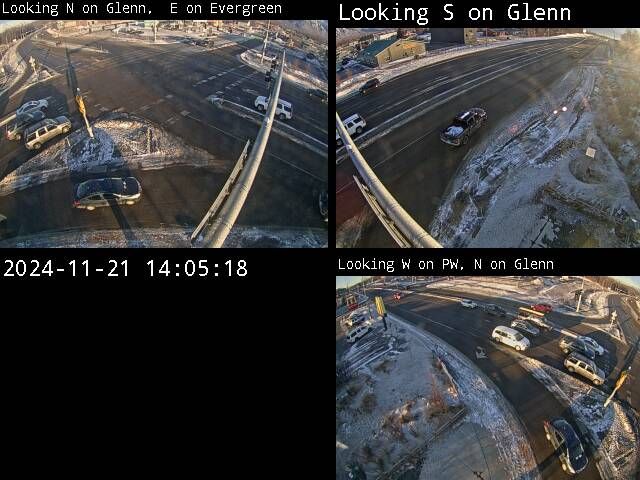 Looking N on Glenn,  E on Evergreen
Looking S on Glenn
2024-11-21 14:05:18
Looking W on PW, N on Glenn